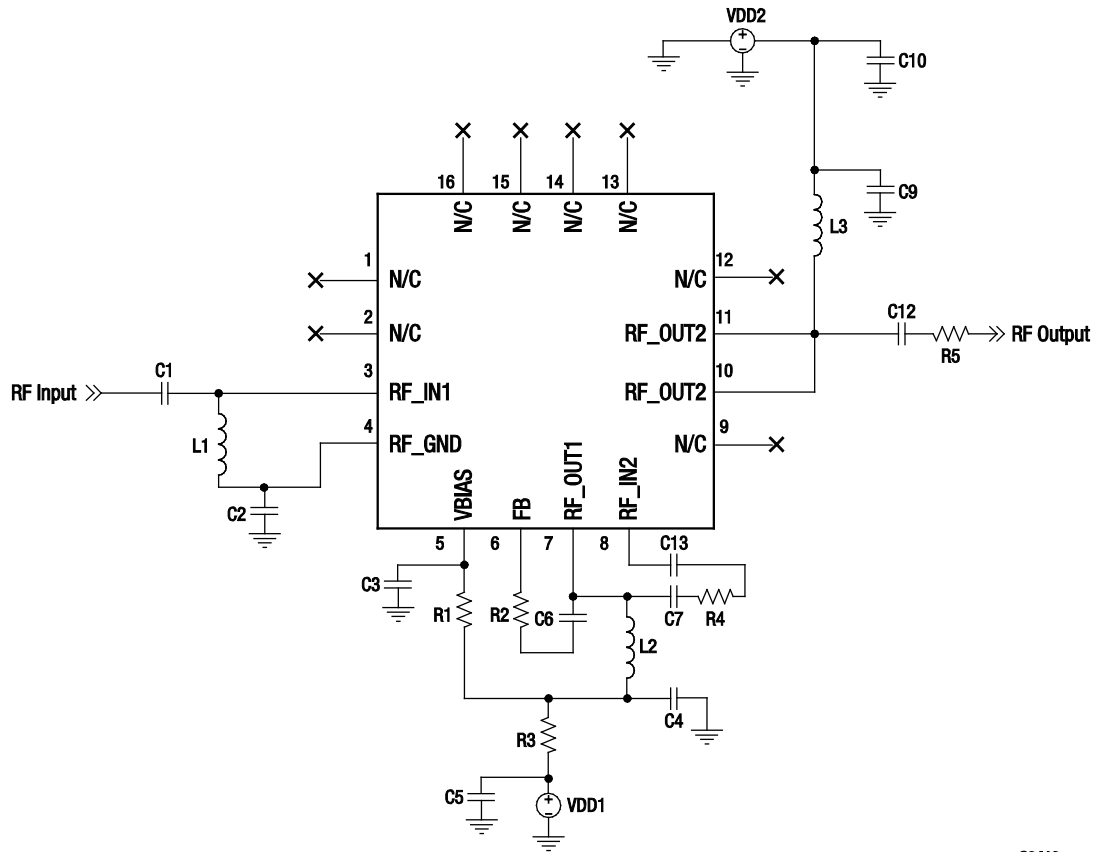 VDD2
C10
16 15 14 13
N/C N/C N/C N/C
C9
L3
1 N/C
N/C 12
2 N/C
RF_OUT2 11
C12
R5
RF Output
RF Input
C1
3 RF_IN1
RF_OUT2 10
L1
4 RF_GND
N/C 9
C2
VBIAS FB RF_OUT1 RF_IN2
5 6 7 8
C13
C3
R1
R2
C6
C7
R4
L2
C4
R3
C5
VDD1